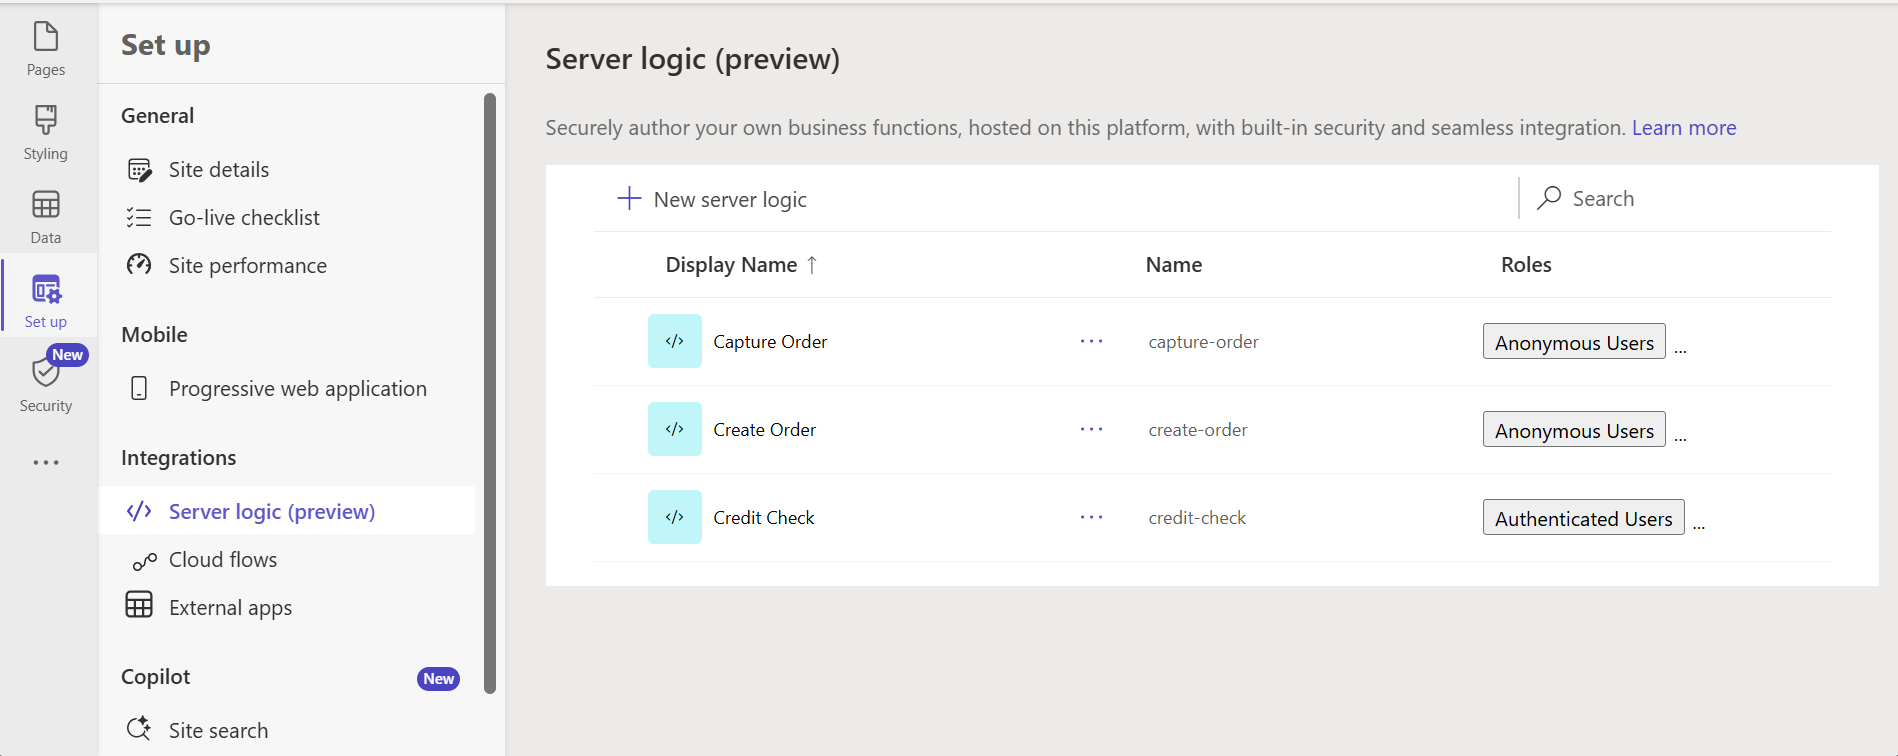 Pages
Styling
Data
Set up
New
Security
...
Set up
General
Site details
Go-live checklist
Site performance
Mobile
Progressive web application
Integrations
Server logic (preview)
Cloud flows
External apps
Copilot New
Site search
Server logic (preview)
Securely author your own business functions, hosted on this platform, with built-in security and seamless integration. Learn more
New server logic Search
Display Name ↑ Name Roles
</> Capture Order ... capture-order Anonymous Users ...
</> Create Order ... create-order Anonymous Users ...
</> Credit Check ... credit-check Authenticated Users ...